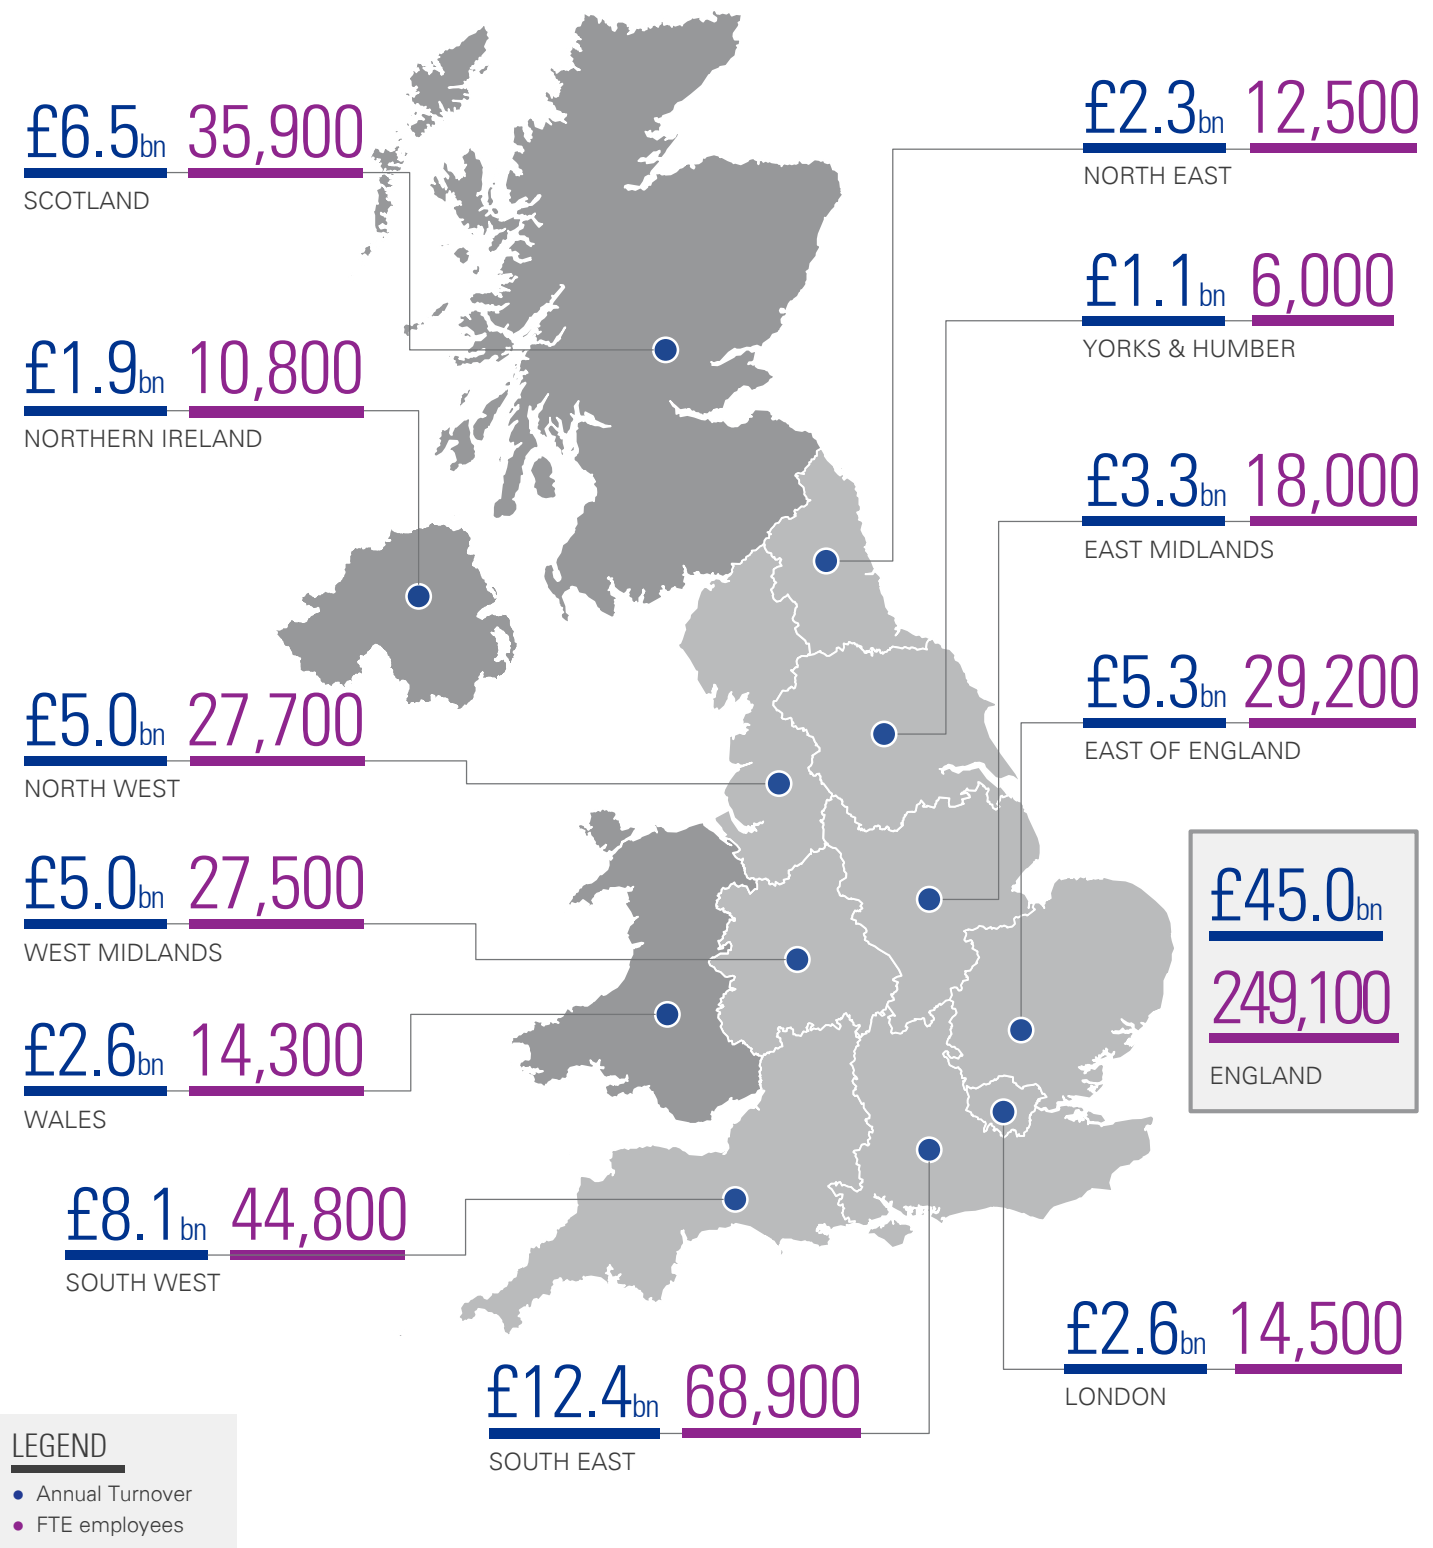 £6.5bn 35,900
SCOTLAND
£1.9bn 10,800
NORTHERN IRELAND
£5.0bn 27,700
NORTH WEST
£5.0bn 27,500
WEST MIDLANDS
£2.6bn 14,300
WALES
£8.1bn 44,800
SOUTH WEST
£12.4bn 68,900
SOUTH EAST
£2.3bn 12,500
NORTH EAST
£1.1bn 6,000
YORKS & HUMBER
£3.3bn 18,000
EAST MIDLANDS
£5.3bn 29,200
EAST OF ENGLAND
£45.0bn
249,100
ENGLAND
£2.6bn 14,500
LONDON
LEGEND
Annual Turnover
FTE employees